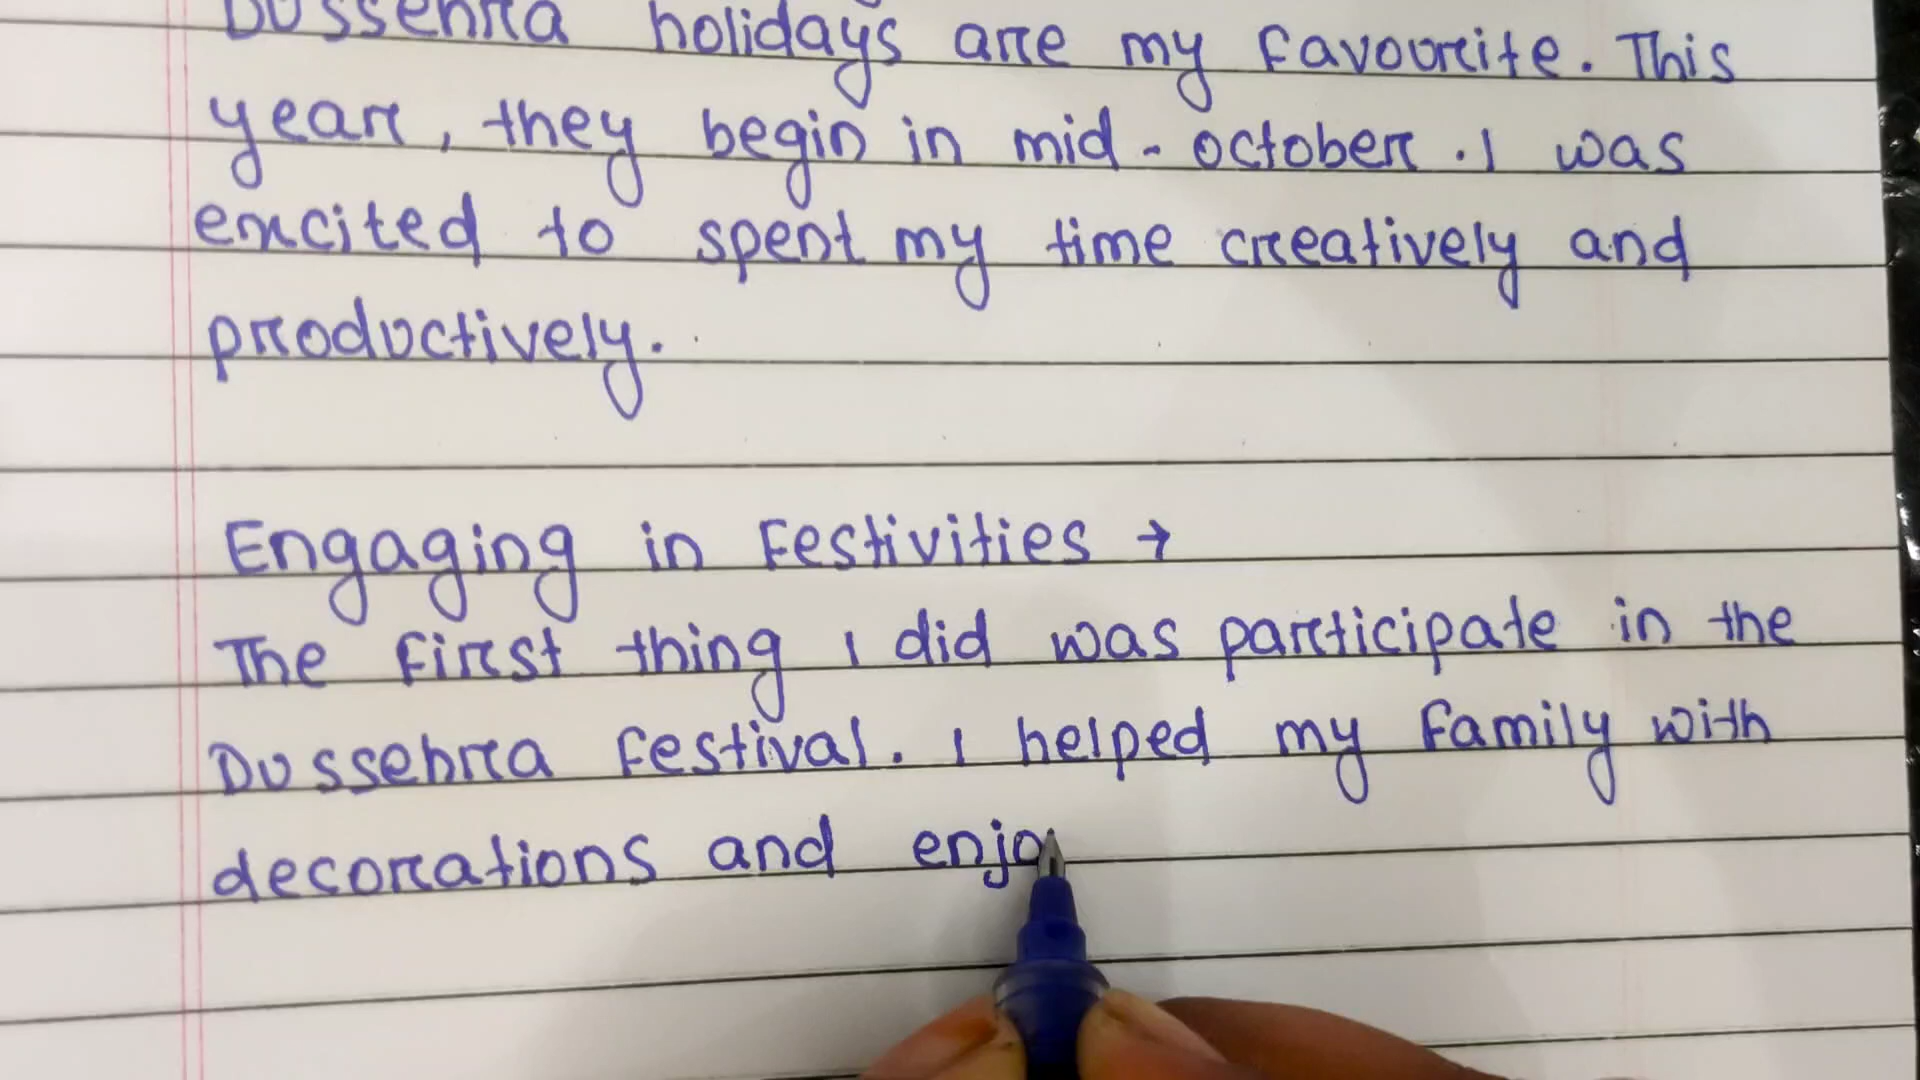 Dussehra holidays are my favourite. This
year, they begin in mid-october. I was
excited to spent my time creatively and
productively.
Engaging in Festivities →
The first thing I did was participate in the
Dussehra festival. I helped my family with
decorations and enjo